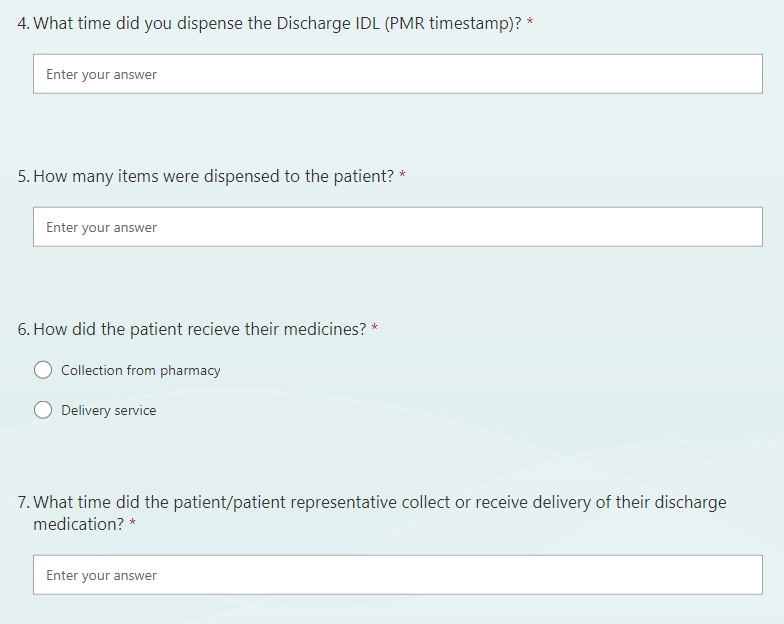 4. What time did you dispense the Discharge IDL (PMR timestamp)? *
Enter your answer
5. How many items were dispensed to the patient? *
Enter your answer
6. How did the patient recieve their medicines? *
Collection from pharmacy
Delivery service
7. What time did the patient/patient representative collect or receive delivery of their discharge
medication? *
Enter your answer